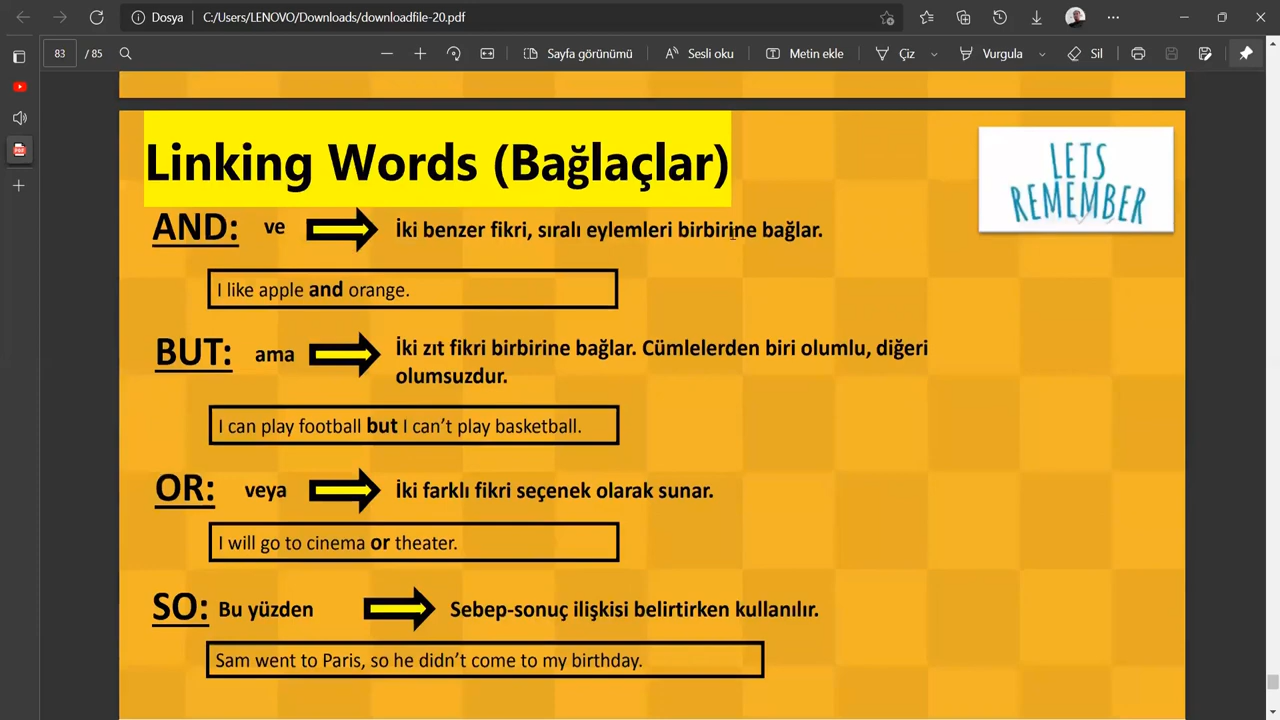 Dosya C:/Users/LENOVO/Downloads/downloadfile-20.pdf
83 / 85 Sayfa görünümü Sesli oku Metin ekle Çiz Vurgula Sil
PDF
Linking Words (Bağlaçlar)
LETS
REMEMBER
AND: ve İki benzer fikri, sıralı eylemleri birbirine bağlar.
I like apple and orange.
BUT: ama İki zıt fikri birbirine bağlar. Cümlelerden biri olumlu, diğeri
olumsuzdur.
I can play football but I can't play basketball.
OR: veya İki farklı fikri seçenek olarak sunar.
I will go to cinema or theater.
SO: Bu yüzden Sebep-sonuç ilişkisi belirtirken kullanılır.
Sam went to Paris, so he didn't come to my birthday.